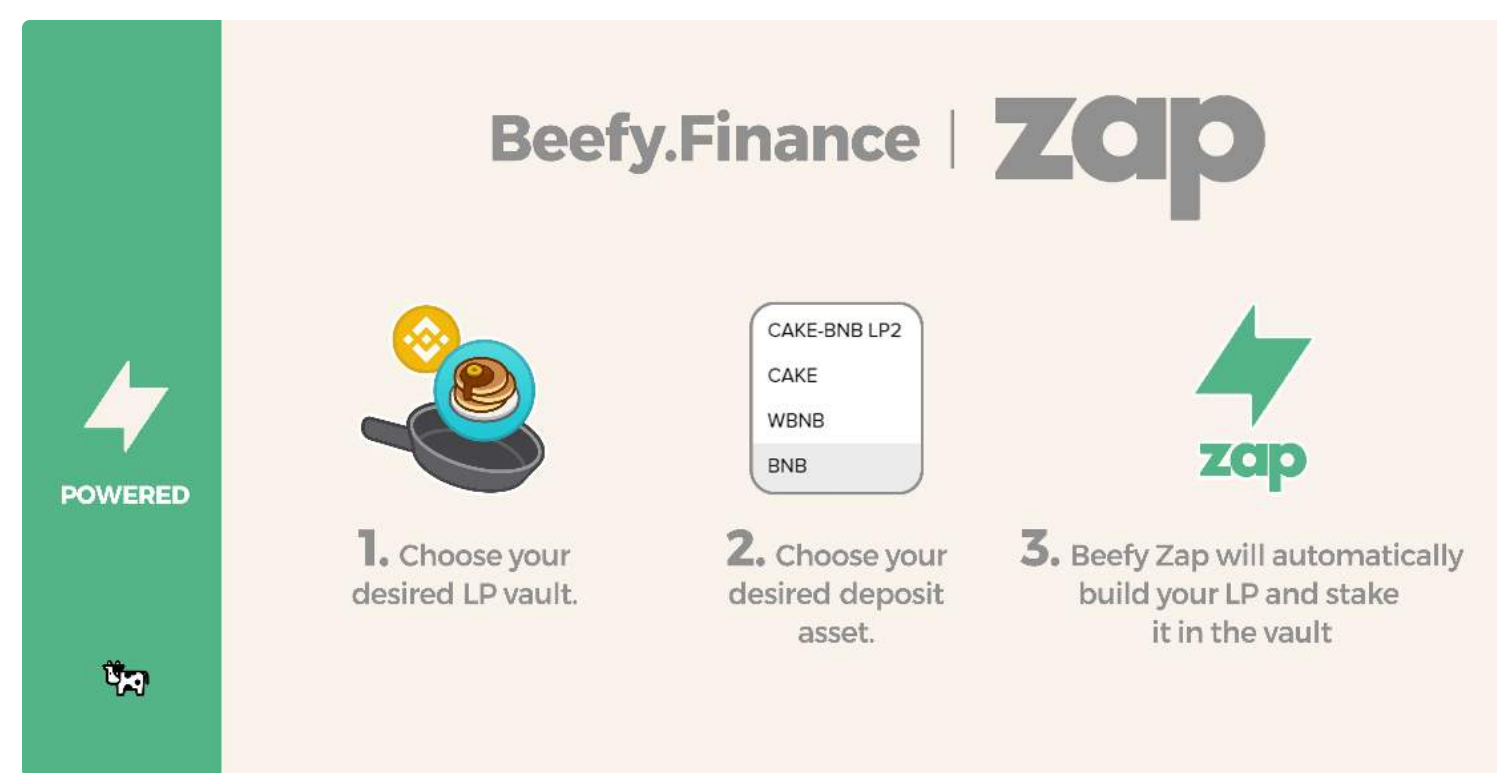 Beefy.Finance | zap
POWERED
CAKE-BNB LP2
CAKE
WBNB
BNB
zap
1. Choose your
desired LP vault.
2. Choose your
desired deposit
asset.
3. Beefy Zap will automatically
build your LP and stake
it in the vault